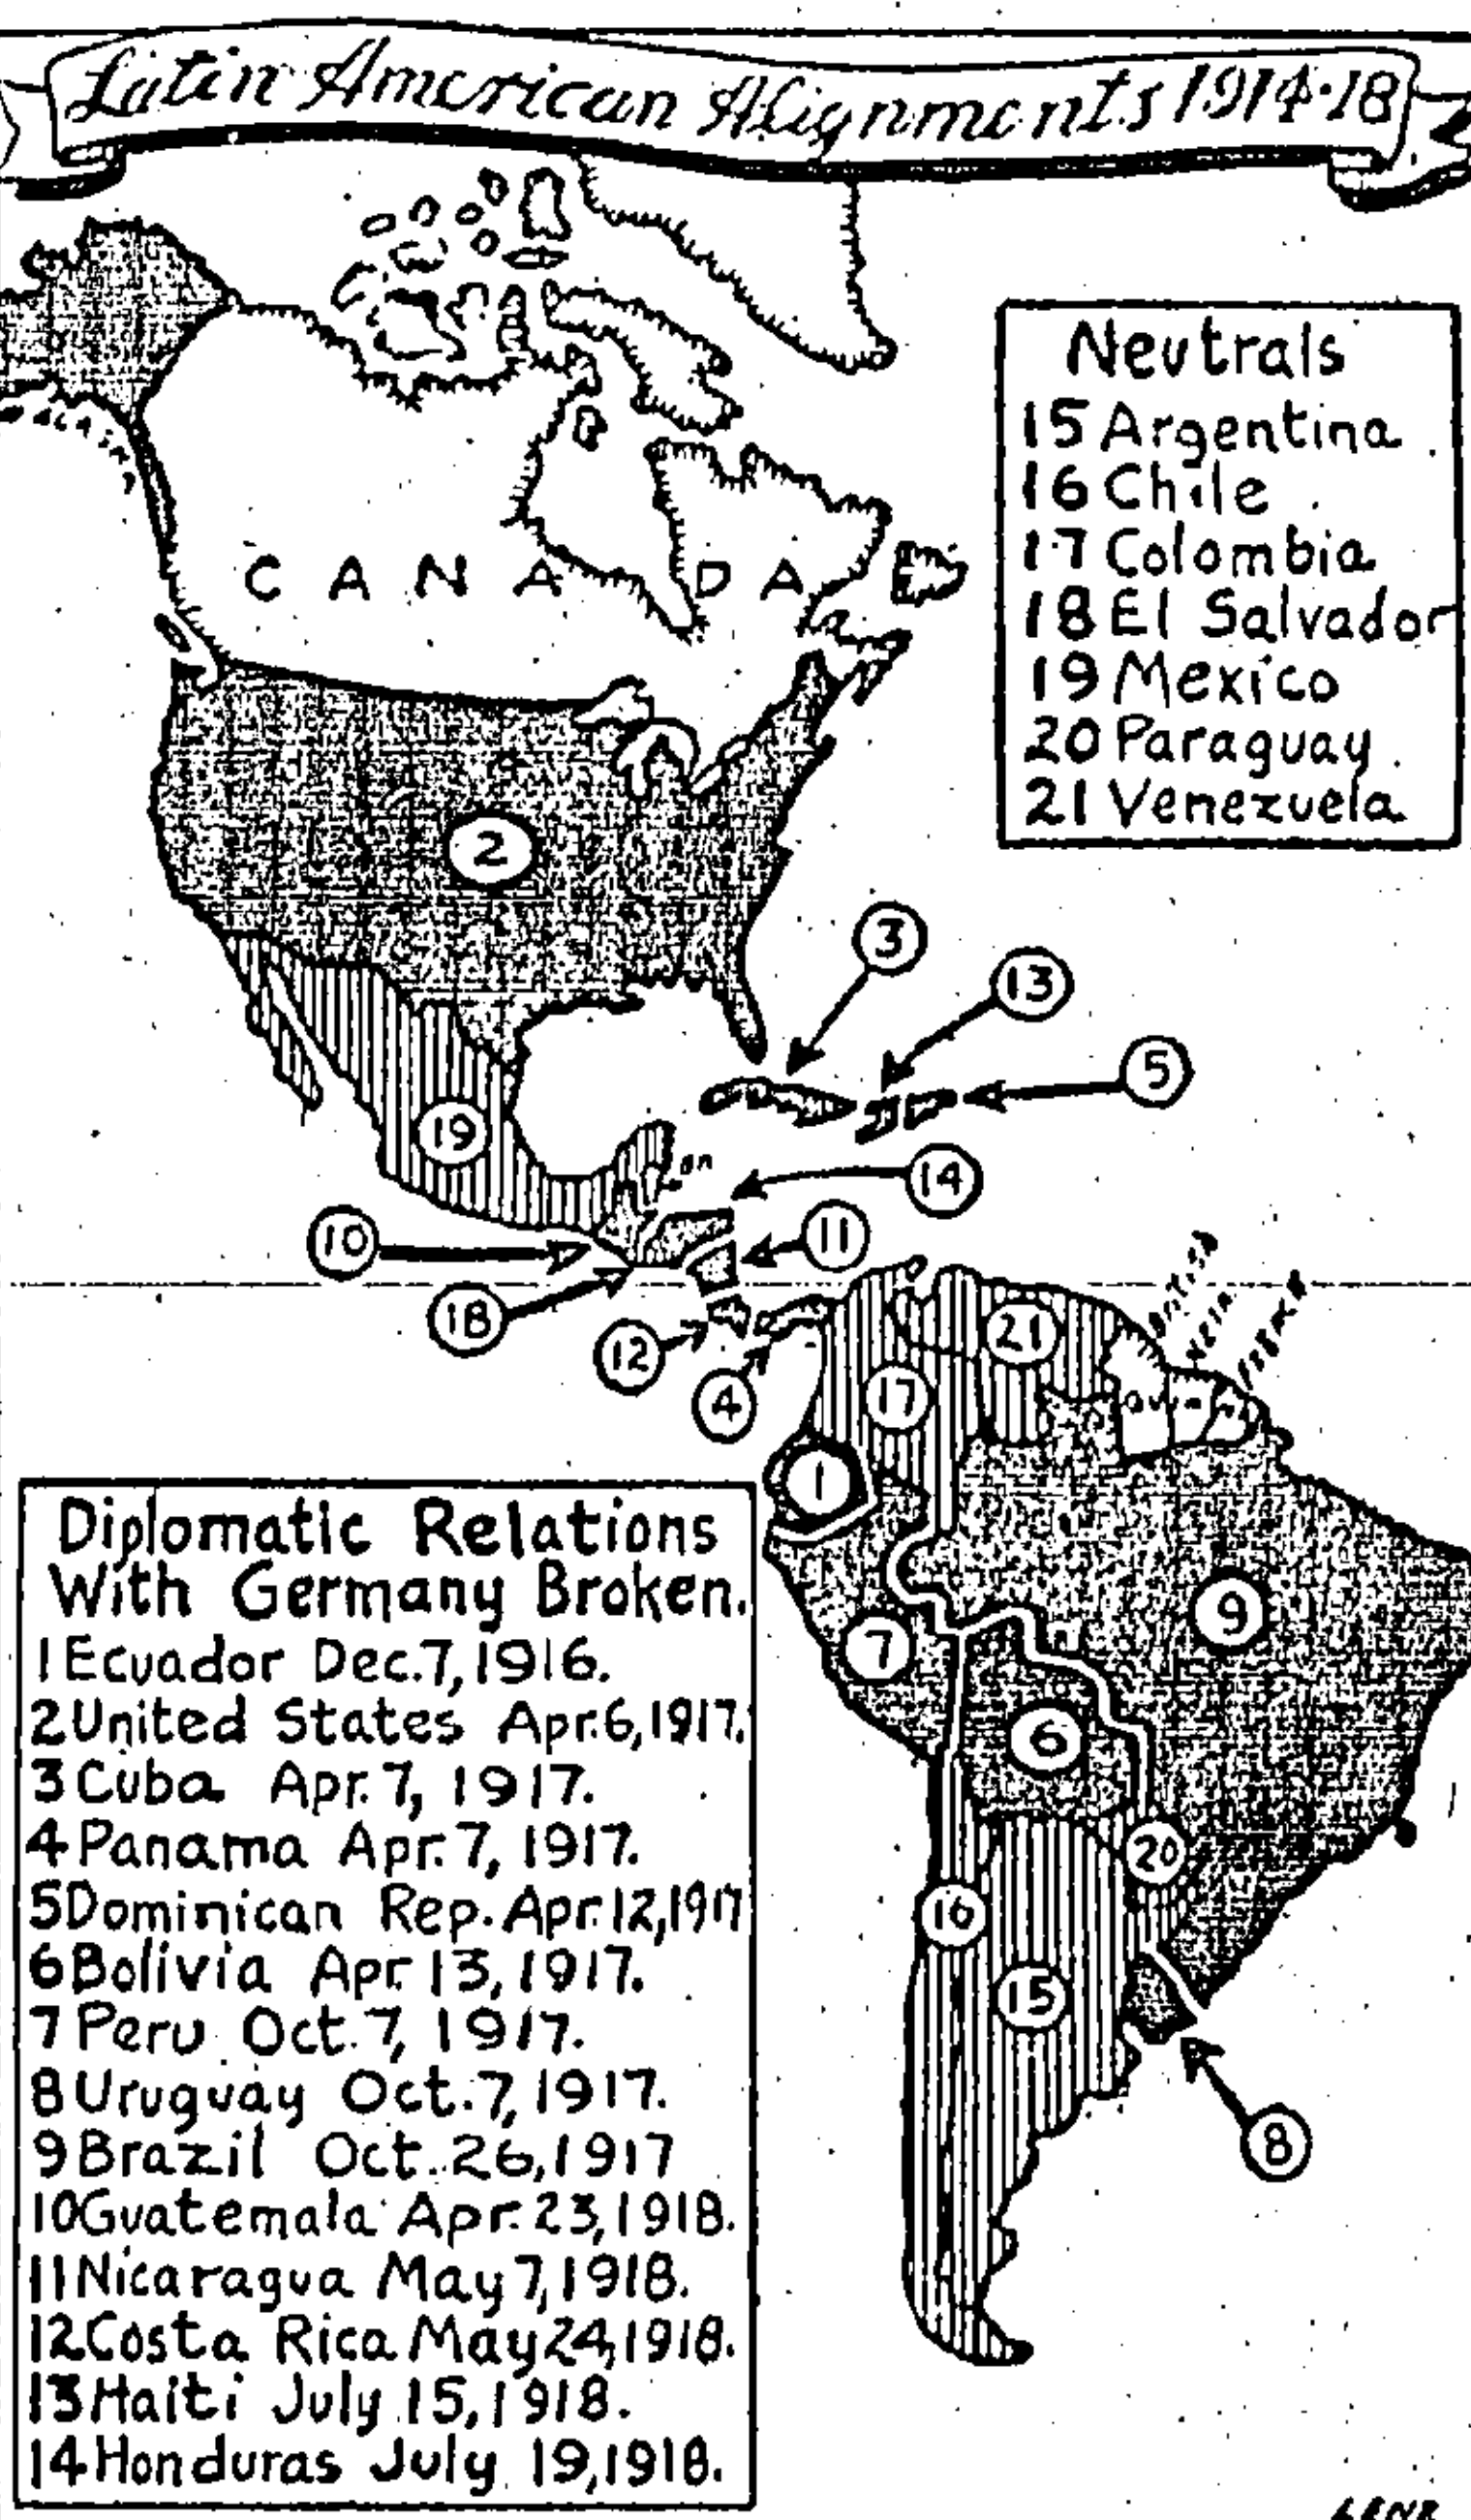 Latin American Alignments 1914-18
Neutrals
15 Argentina
16 Chile
17 Colombia
18 El Salvador
19 Mexico
20 Paraguay
21 Venezuela
CANADA
2
3
13
5
19
14
10
11
18
12
4
21
17
1
9
7
6
20
16
15
8
Diplomatic Relations
With Germany Broken.
1 Ecuador Dec. 7, 1916.
2 United States Apr. 6, 1917.
3 Cuba Apr. 7, 1917.
4 Panama Apr. 7, 1917.
5 Dominican Rep. Apr. 12, 1917
6 Bolivia Apr 13, 1917.
7 Peru Oct. 7, 1917.
8 Uruguay Oct. 7, 1917.
9 Brazil Oct. 26, 1917
10 Guatemala Apr. 23, 1918.
11 Nicaragua May 7, 1918.
12 Costa Rica May 24, 1918.
13 Haiti July 15, 1918.
14 Honduras July 19, 1918.